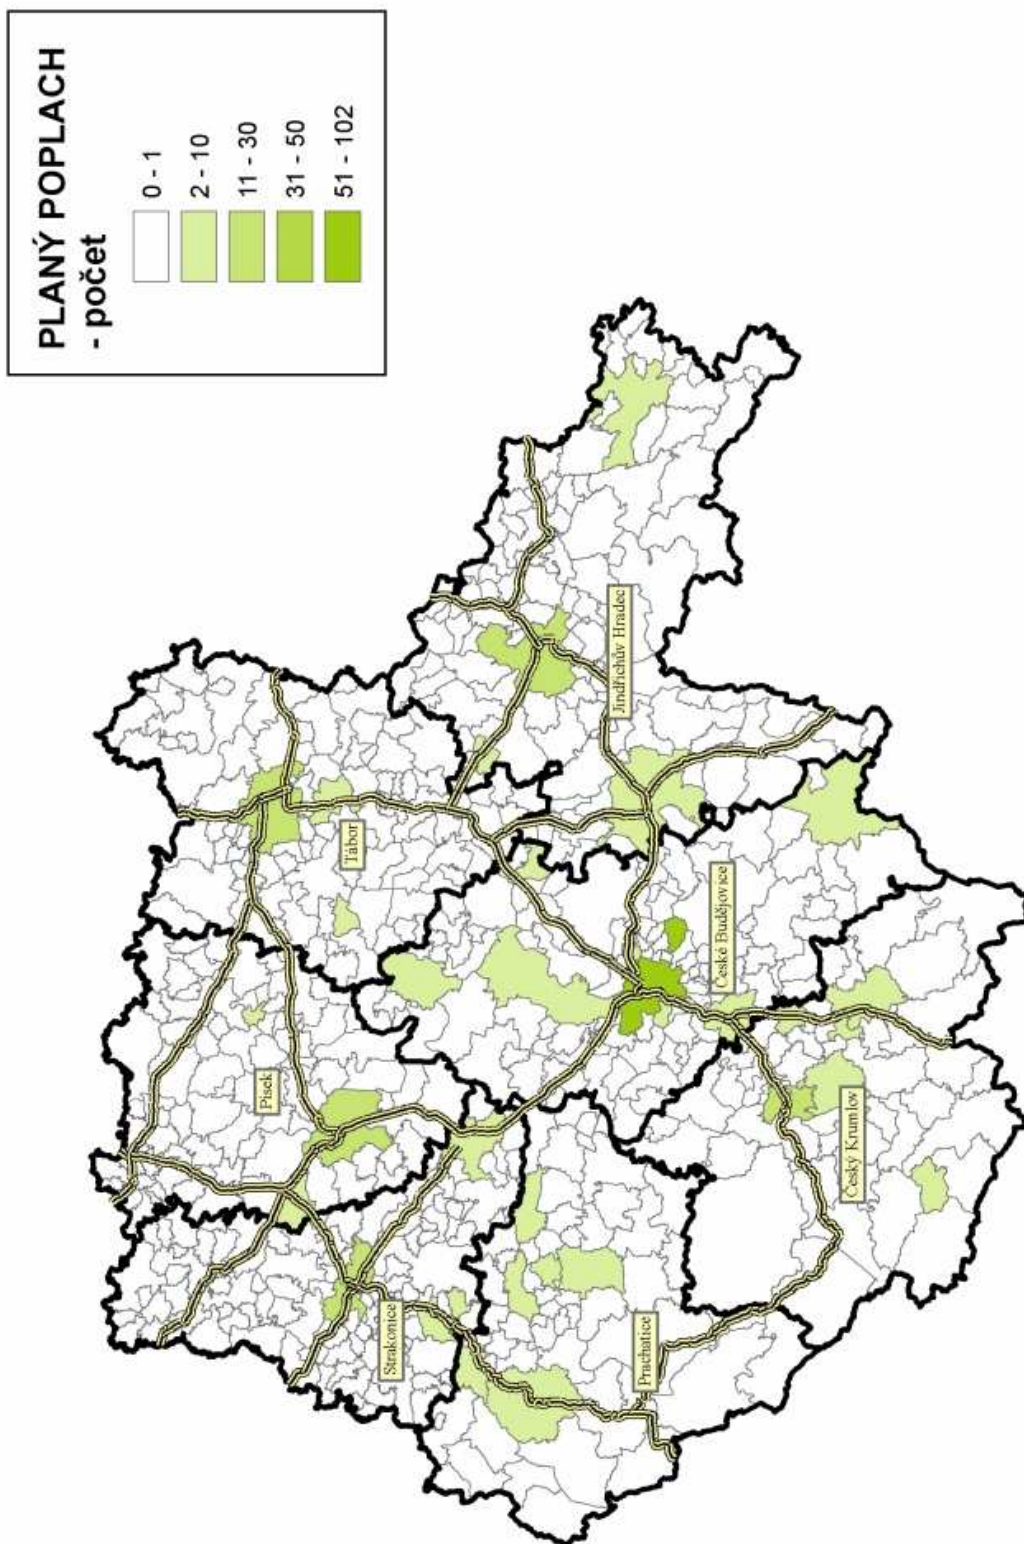 PLANÝ POPLACH
- počet
0 - 1
2 - 10
11 - 30
31 - 50
51 - 102
Písek
Tábor
Strakonice
Jindřichův Hradec
České Budějovice
Prachatice
Český Krumlov